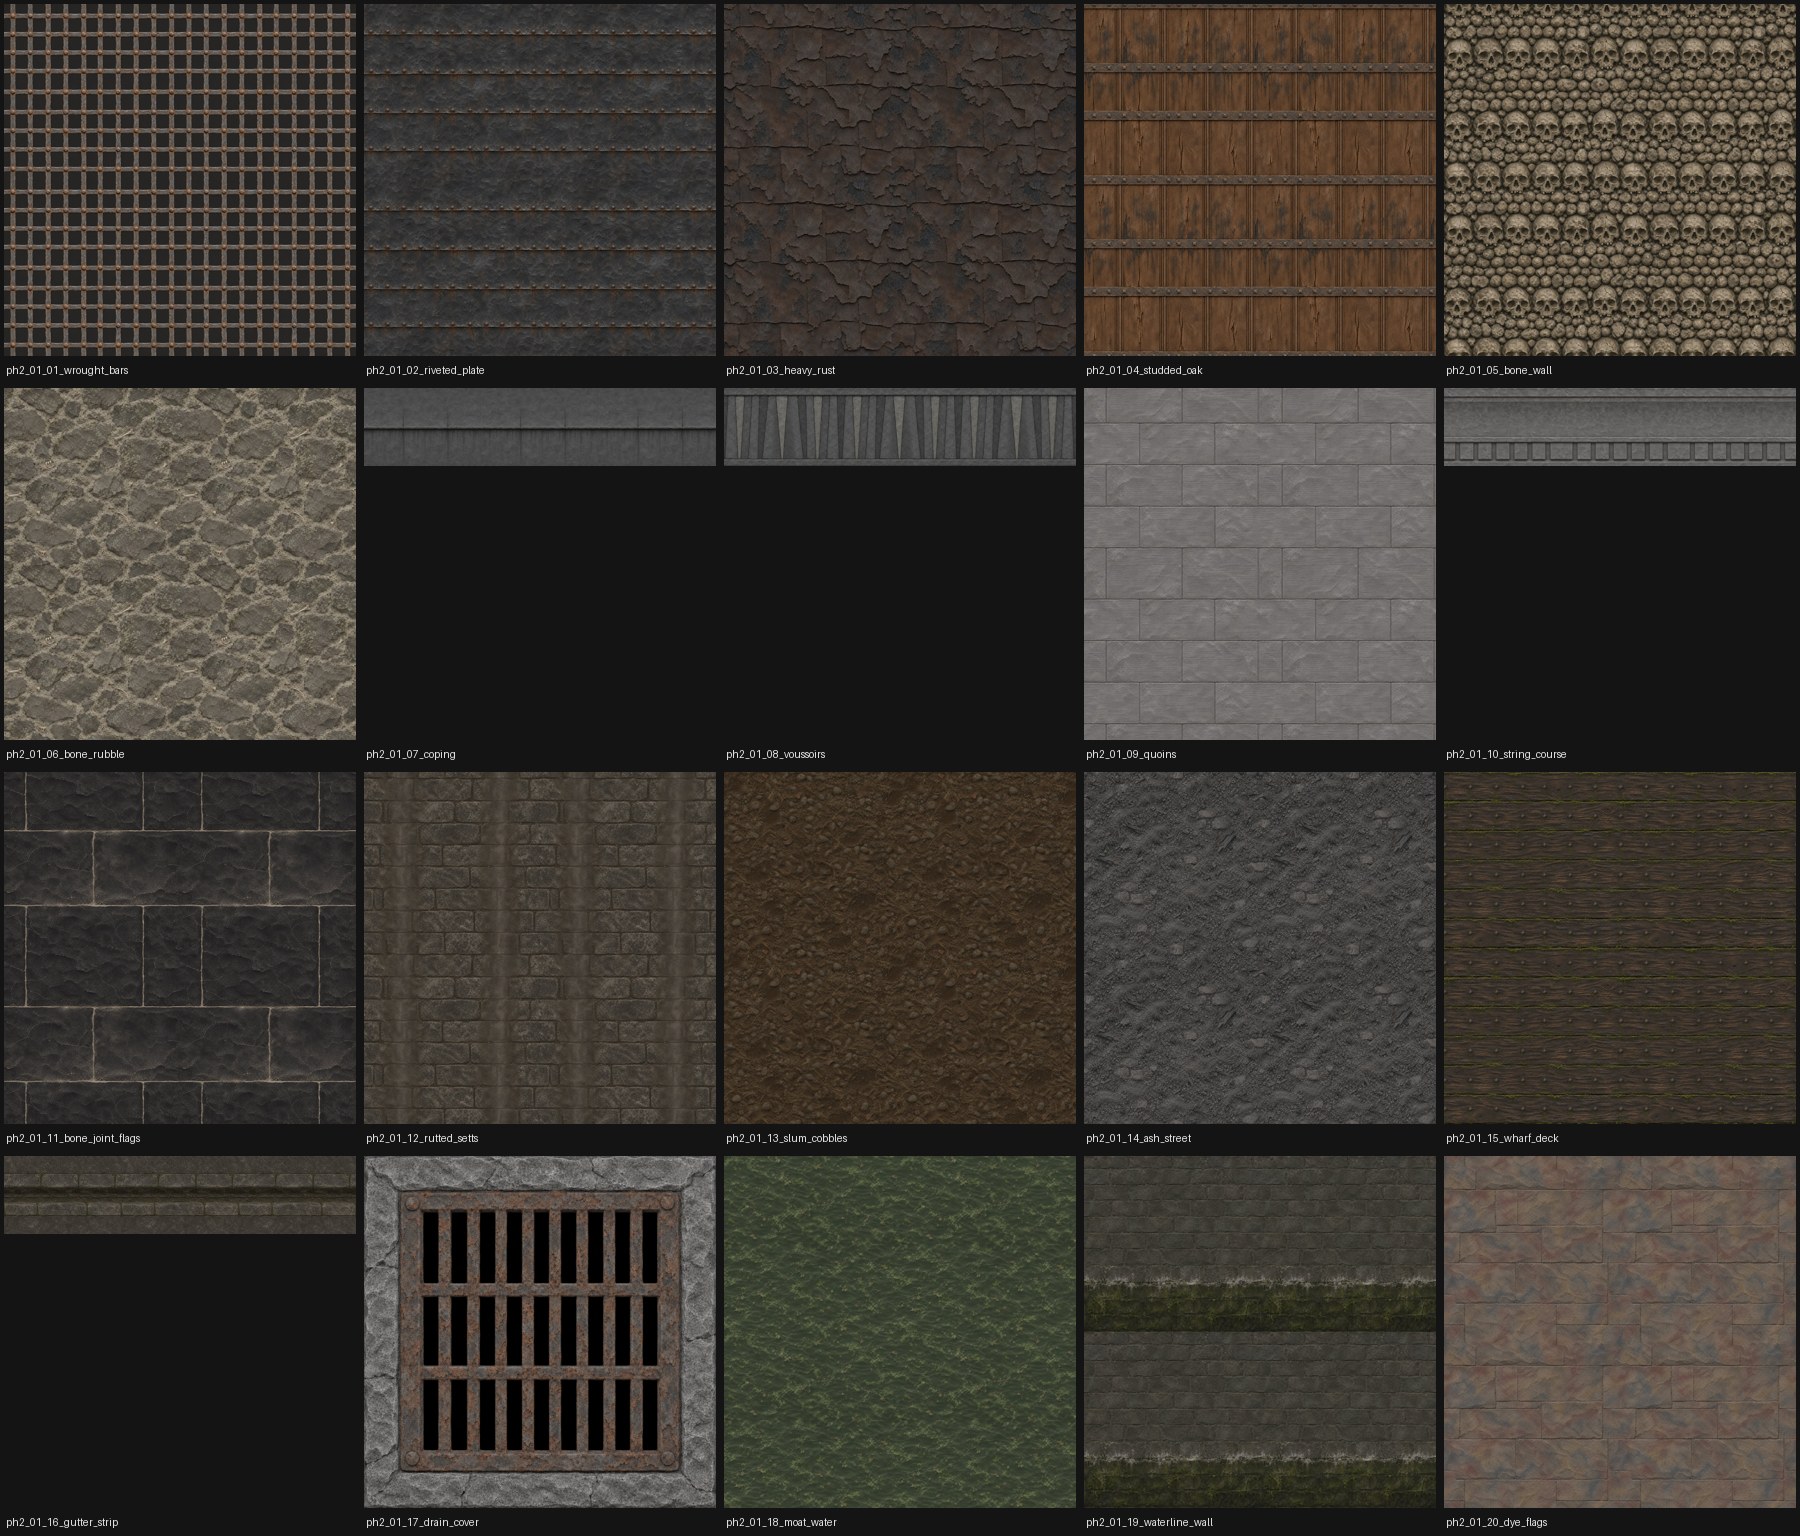 ph2_01_01_wrought_bars
ph2_01_02_riveted_plate
ph2_01_03_heavy_rust
ph2_01_04_studded_oak
ph2_01_05_bone_wall
ph2_01_06_bone_rubble
ph2_01_07_coping
ph2_01_08_voussoirs
ph2_01_09_quoins
ph2_01_10_string_course
ph2_01_11_bone_joint_flags
ph2_01_12_rutted_setts
ph2_01_13_slum_cobbles
ph2_01_14_ash_street
ph2_01_15_wharf_deck
ph2_01_16_gutter_strip
ph2_01_17_drain_cover
ph2_01_18_moat_water
ph2_01_19_waterline_wall
ph2_01_20_dye_flags